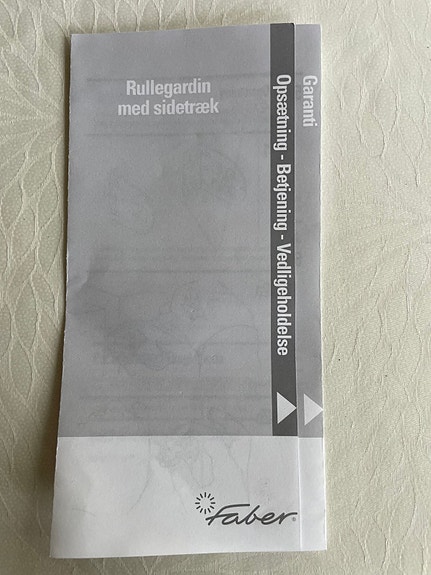 Rullegardin
med sidetræk
Opsætning - Betjening - Vedligeholdelse
Garanti
Faber®